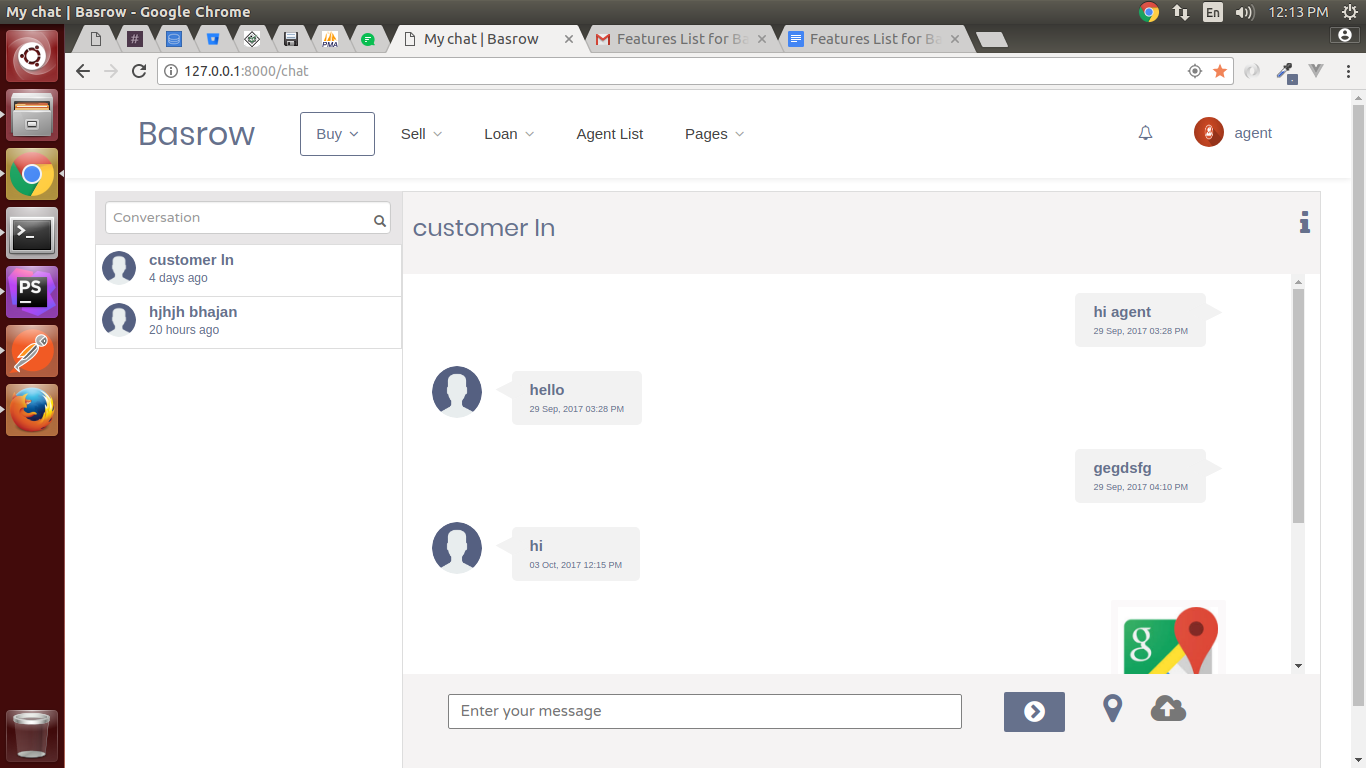 My chat | Basrow - Google Chrome
En
12:13 PM
#
PMA
My chat | Basrow
Features List for Ba
Features List for Ba
127.0.0.1:8000/chat
Basrow
Buy
Sell
Loan
Agent List
Pages
agent
Conversation
customer ln
4 days ago
hjhjh bhajan
20 hours ago
customer ln
hi agent
29 Sep, 2017 03:28 PM
hello
29 Sep, 2017 03:28 PM
gegdsfg
29 Sep, 2017 04:10 PM
hi
03 Oct, 2017 12:15 PM
g
Enter your message
PS